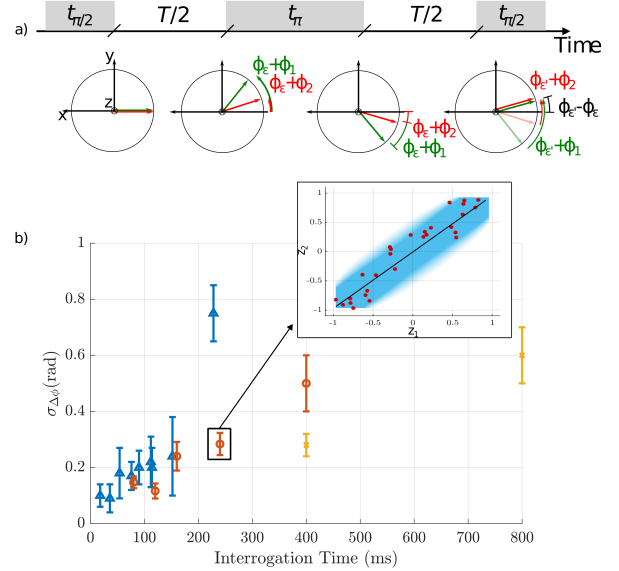 t_π/2 T/2 t_π T/2 t_π/2
a)
Time
y
x
z
ϕ_ε+ϕ_1
ϕ_ε+ϕ_2
ϕ_ε+ϕ_2
ϕ_ε+ϕ_1
ϕ_ε'+ϕ_2
ϕ_ε'-ϕ_ε
ϕ_ε'+ϕ_1
b)
1
0.8
0.6
0.4
0.2
0
σ_Δϕ(rad)
0 100 200 300 400 500 600 700 800
Interrogation Time (ms)
1
0.5
0
-0.5
-1
z_2
-1 -0.5 0 0.5 1
z_1